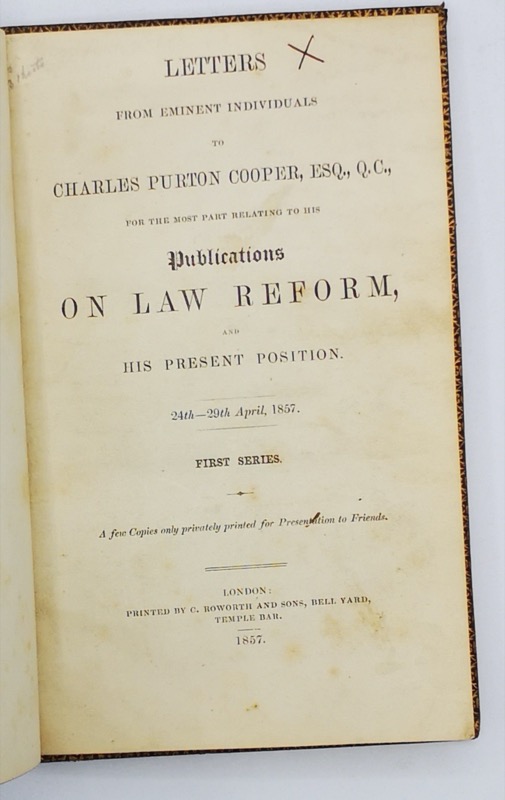 LETTERS
FROM EMINENT INDIVIDUALS
TO
CHARLES PURTON COOPER, ESQ., Q.C.,
FOR THE MOST PART RELATING TO HIS
Publications
ON LAW REFORM,
AND
HIS PRESENT POSITION.
24th—29th April, 1857.
FIRST SERIES.
A few Copies only privately printed for Presentation to Friends.
LONDON:
PRINTED BY C. ROWORTH AND SONS, BELL YARD,
TEMPLE BAR.
1857.